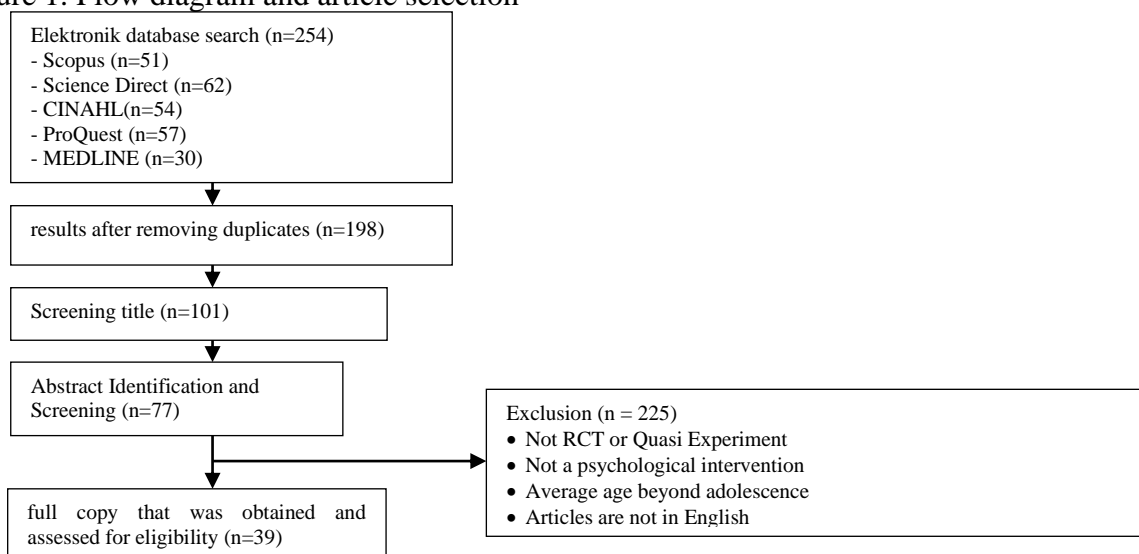 ure 1. Flow diagram and article selection
Elektronik database search (n=254)
- Scopus (n=51)
- Science Direct (n=62)
- CINAHL(n=54)
- ProQuest (n=57)
- MEDLINE (n=30)
results after removing duplicates (n=198)
Screening title (n=101)
Abstract Identification and
Screening (n=77)
Exclusion (n = 225)
• Not RCT or Quasi Experiment
• Not a psychological intervention
• Average age beyond adolescence
• Articles are not in English
full copy that was obtained and
assessed for eligibility (n=39)